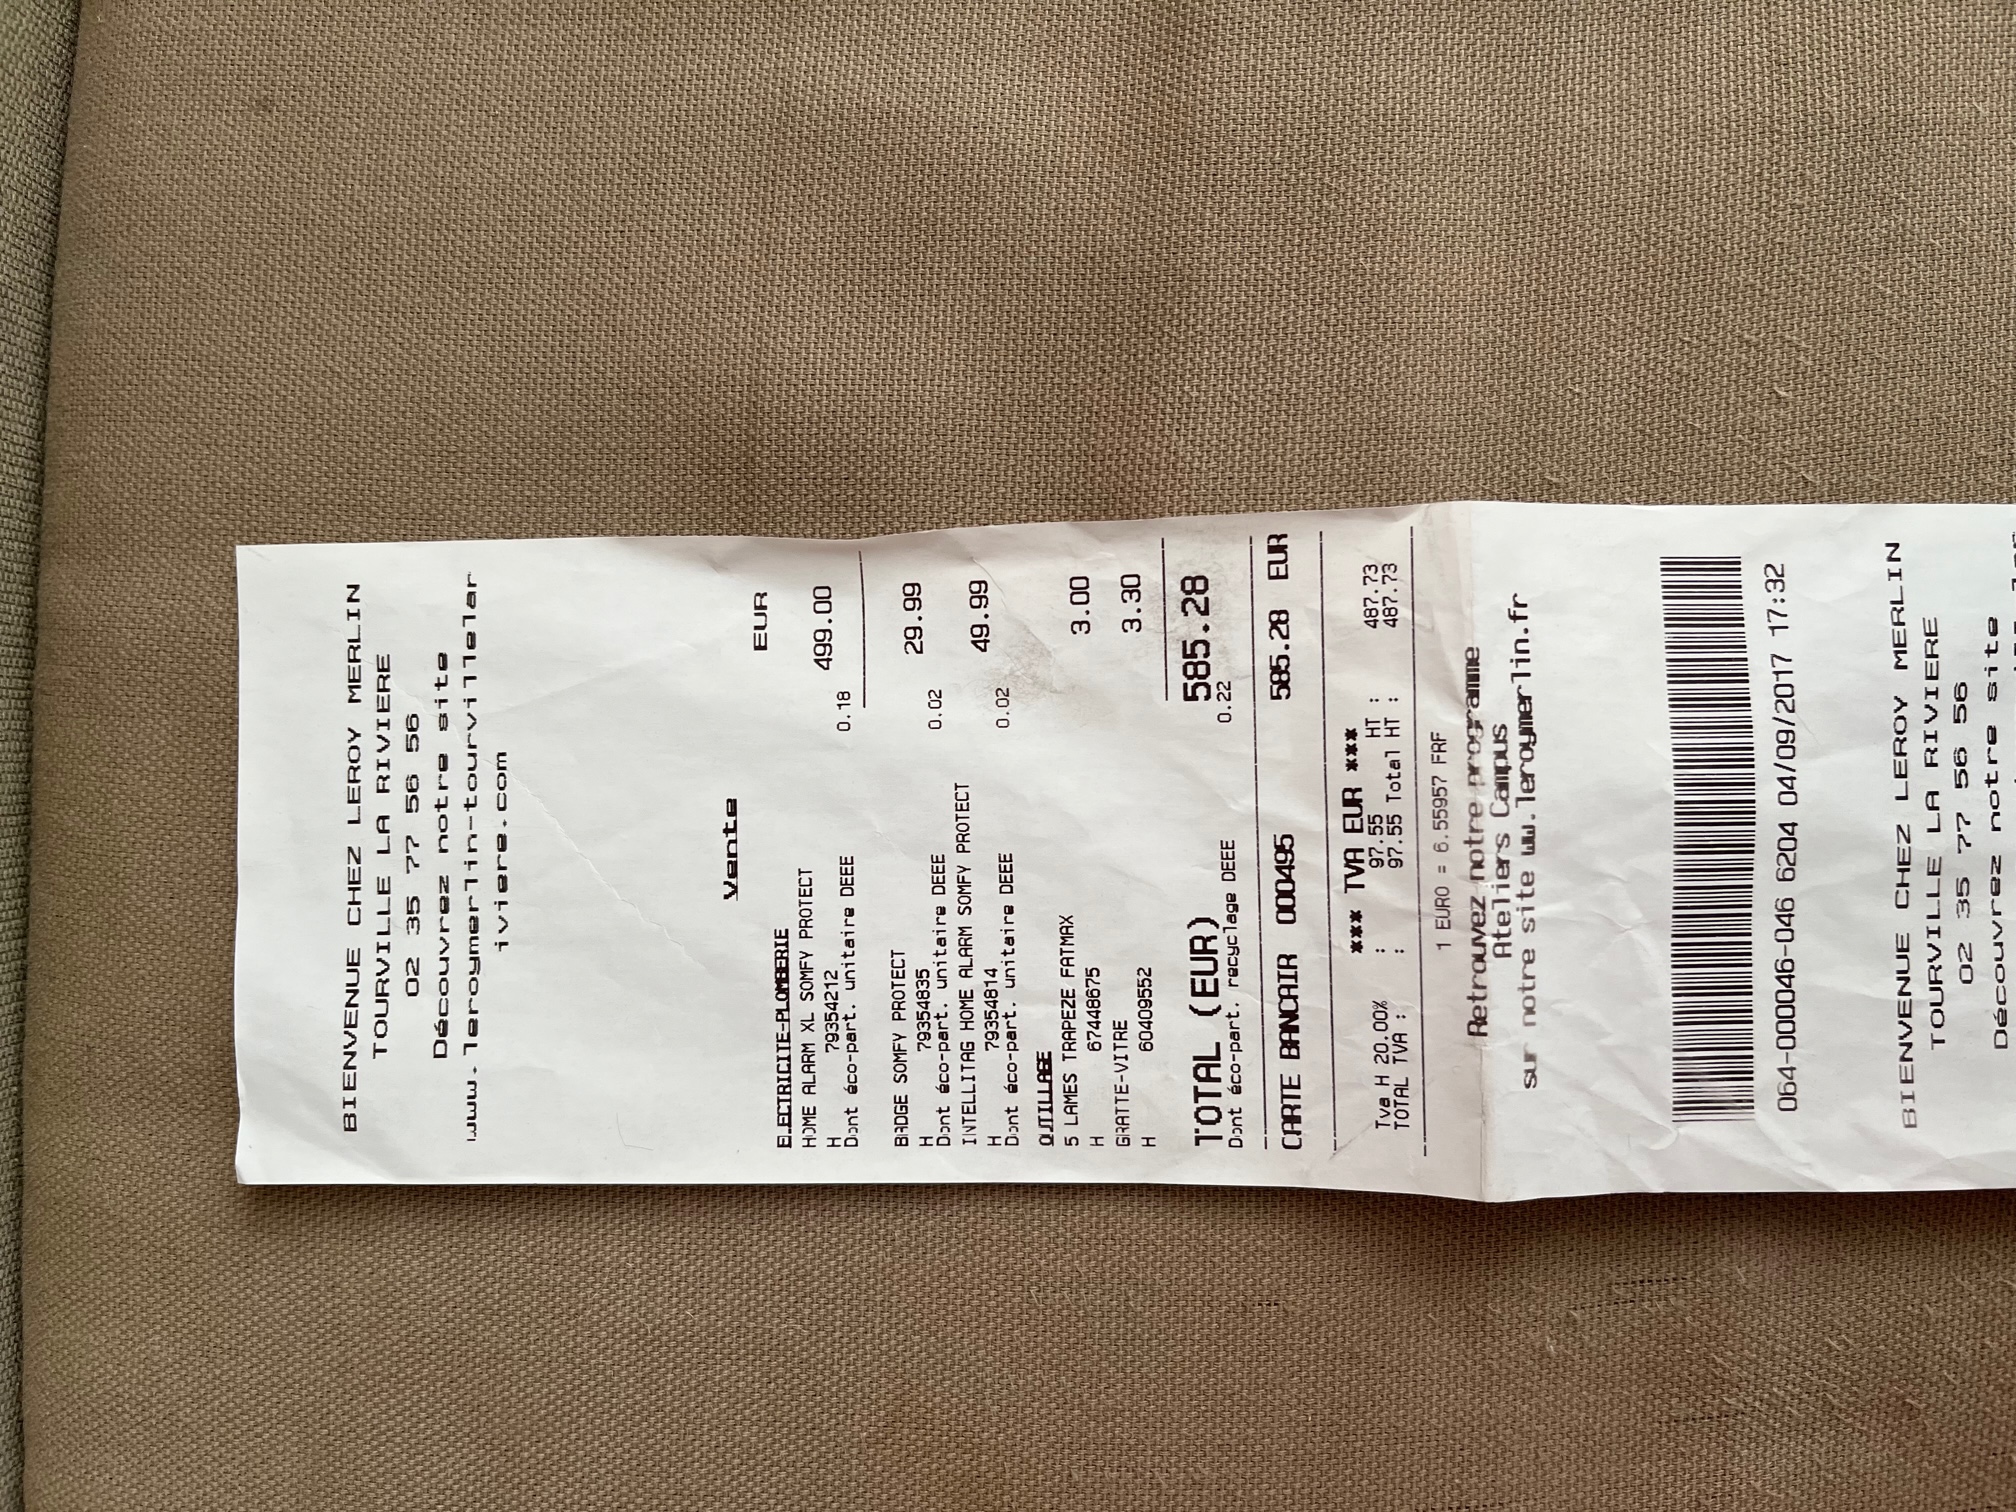 BIENVENUE CHEZ LEROY MERLIN
TOURVILLE LA RIVIERE
02 35 77 56 56
Découvrez notre site
www.leroymerlin-tourvillelar
iviere.com
Vente
EUR
ELECTRICITE-PLOMBERIE
HOME ALARM XL SOMFY PROTECT
H 79354212 499.00
Dont éco-part. unitaire DEEE 0.18
BADGE SOMFY PROTECT
H 79354835 29.99
Dont éco-part. unitaire DEEE 0.02
INTELLITAG HOME ALARM SOMFY PROTECT
H 79354814 49.99
Dont éco-part. unitaire DEEE 0.02
OUTILLAGE
5 LAMES TRAPEZE FATMAX
H 67448675 3.00
GRATTE-VITRE
H 60409552 3.30
TOTAL (EUR) 585.28
Dont éco-part. recyclage DEEE 0.22
CARTE BANCAIR 000495 585.28 EUR
*** TVA EUR ***
Tva H 20.00% : 97.55 HT : 487.73
TOTAL TVA : : 97.55 Total HT : 487.73
1 EURO = 6.55957 FRF
Retrouvez notre programme
Ateliers Campus
sur notre site www.leroymerlin.fr
064-000046-046 6204 04/09/2017 17:32
BIENVENUE CHEZ LEROY MERLIN
TOURVILLE LA RIVIERE
02 35 77 56 56
Découvrez notre site